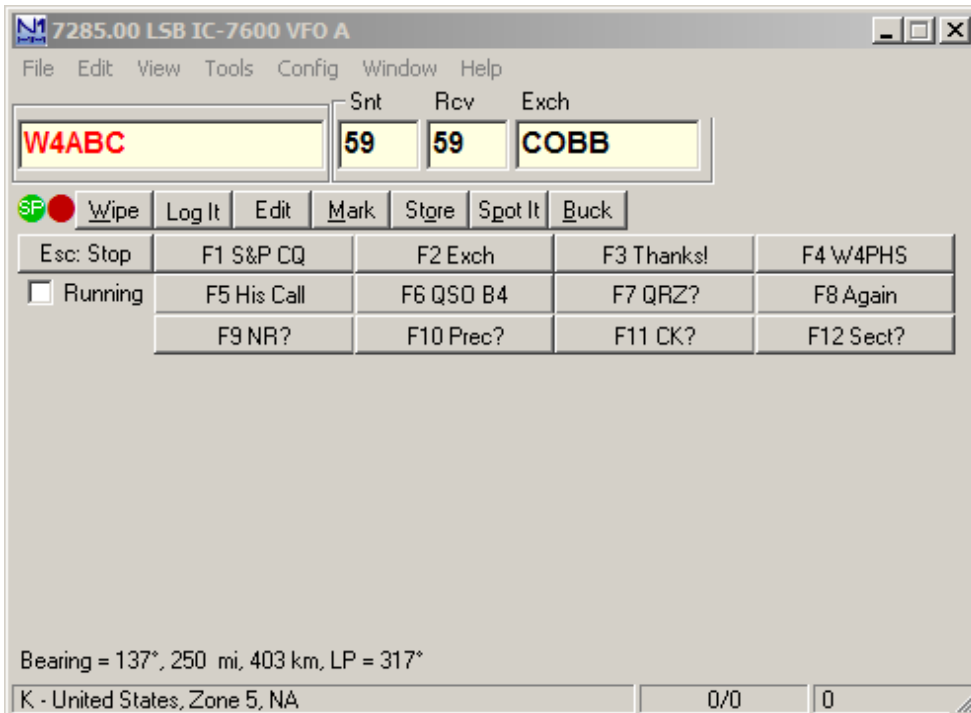 N1 MM 7285.00 LSB IC-7600 VFO A
File Edit View Tools Config Window Help
Snt Rcv Exch
W4ABC 59 59 COBB
SP Wipe Log It Edit Mark Store Spot It Buck
Esc: Stop F1 S&P CQ F2 Exch F3 Thanks! F4 W4PHS
Running F5 His Call F6 QSO B4 F7 QRZ? F8 Again
F9 NR? F10 Prec? F11 CK? F12 Sect?
Bearing = 137°, 250 mi, 403 km, LP = 317°
K - United States, Zone 5, NA 0/0 0